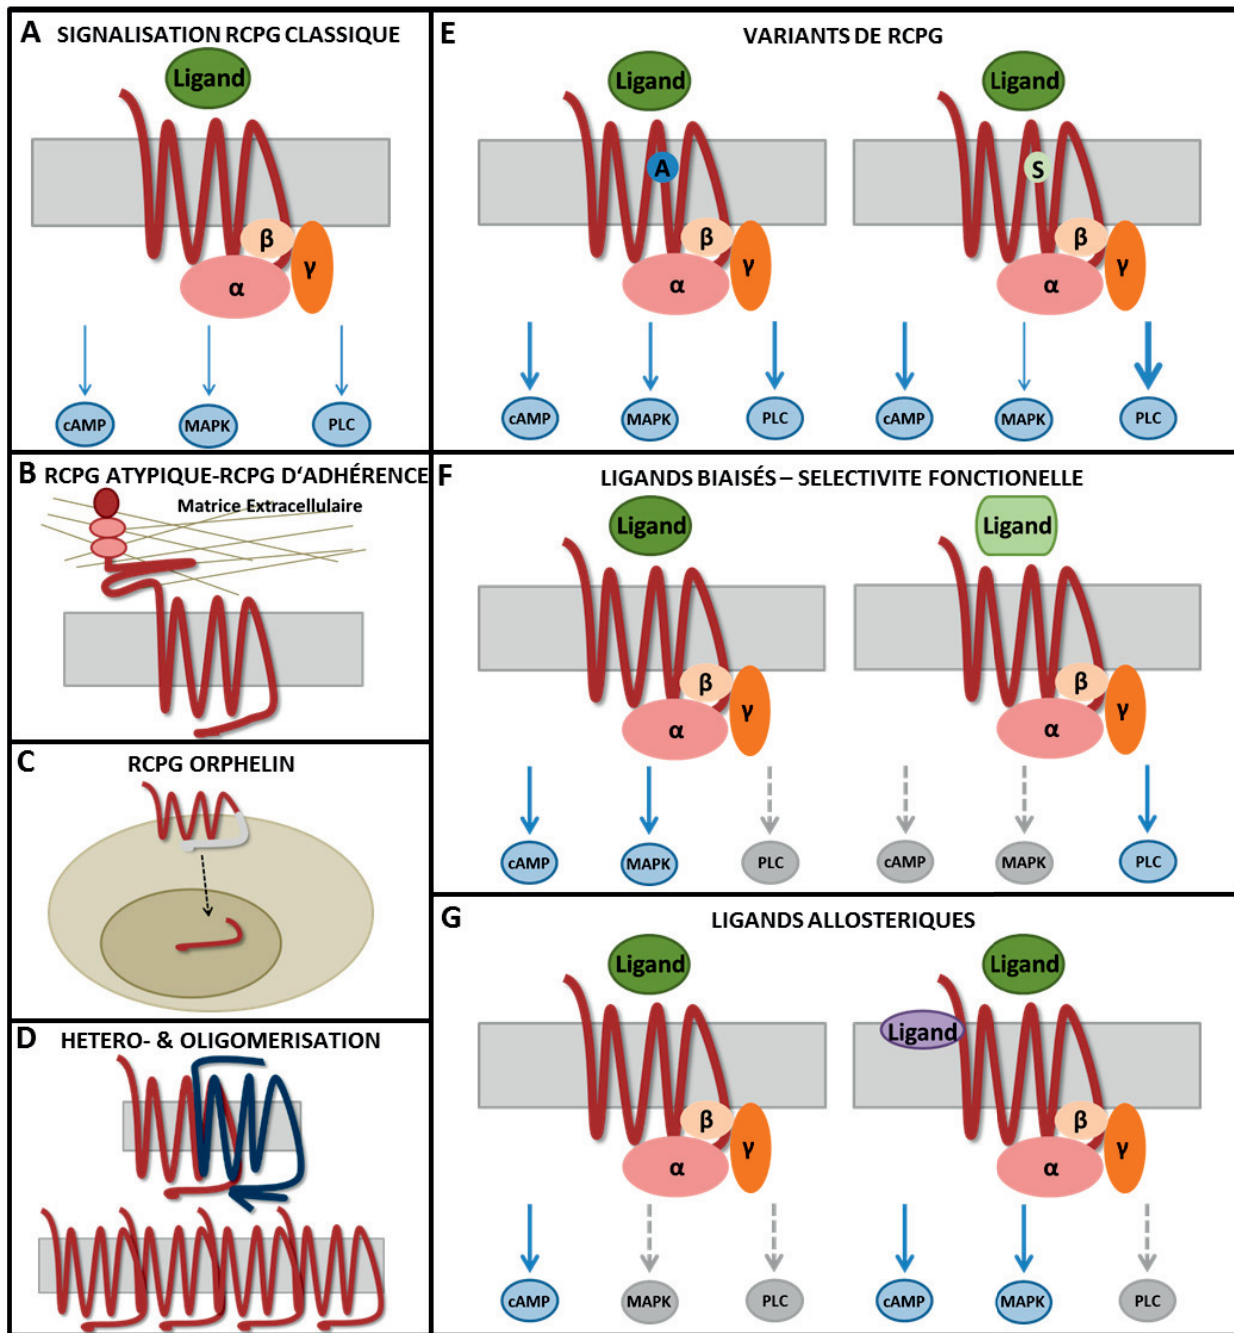 A SIGNALISATION RCPG CLASSIQUE
Ligand
β
γ
α
cAMP MAPK PLC
B RCPG ATYPIQUE-RCPG D'ADHÉRENCE
Matrice Extracellulaire
C RCPG ORPHELIN
D HETERO- & OLIGOMERISATION
E VARIANTS DE RCPG
Ligand Ligand
A S
β β
γ γ
α α
cAMP MAPK PLC cAMP MAPK PLC
F LIGANDS BIAISÉS – SELECTIVITE FONCTIONELLE
Ligand Ligand
β β
γ γ
α α
cAMP MAPK PLC cAMP MAPK PLC
G LIGANDS ALLOSTERIQUES
Ligand Ligand
Ligand
β β
γ γ
α α
cAMP MAPK PLC cAMP MAPK PLC